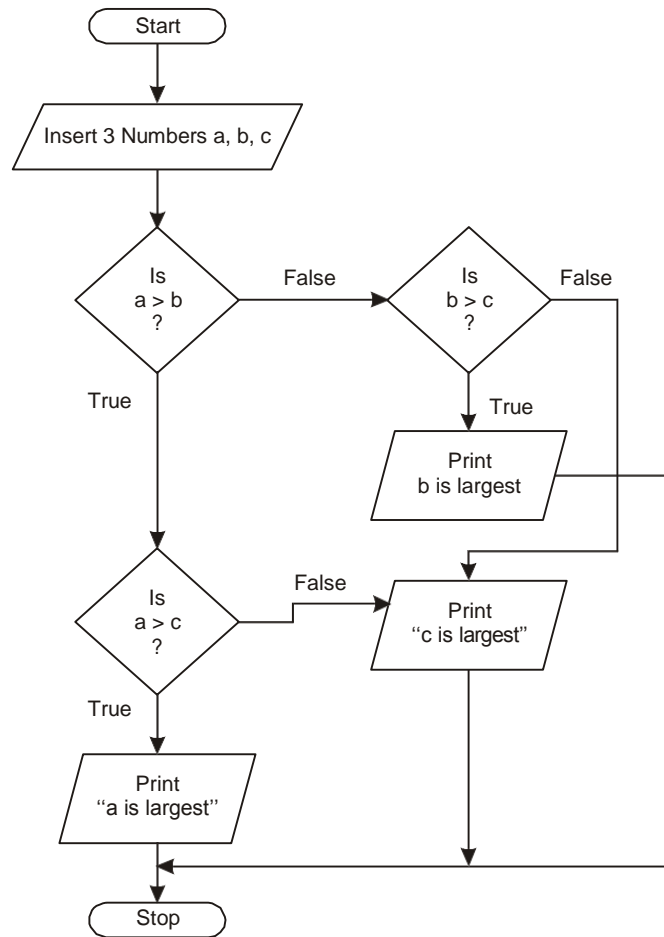 Start
Insert 3 Numbers a, b, c
Is
a > b
?
False
Is
b > c
?
False
True
True
Print
b is largest
Is
a > c
?
False
Print
‘‘c is largest’’
True
Print
‘‘a is largest’’
Stop